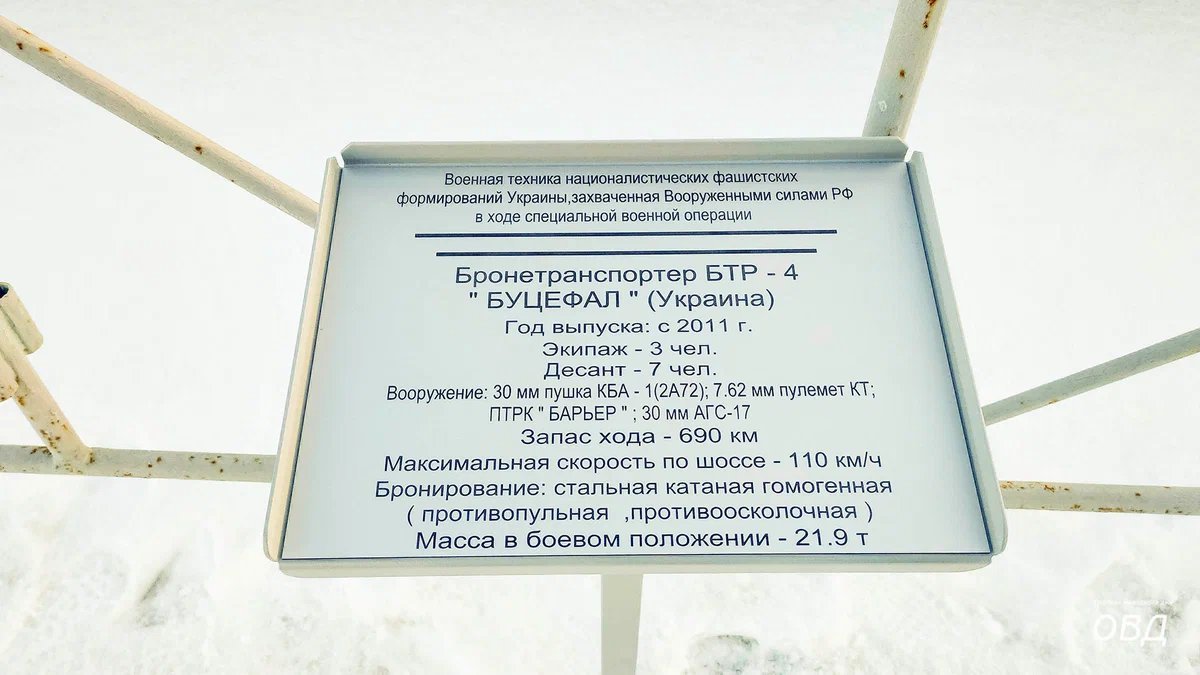 Военная техника националистических фашистских
формирований Украины,захваченная Вооруженными силами РФ
в ходе специальной военной операции
Бронетранспортер БТР - 4
" БУЦЕФАЛ " (Украина)
Год выпуска: с 2011 г.
Экипаж - 3 чел.
Десант - 7 чел.
Вооружение: 30 мм пушка КБА - 1(2А72); 7.62 мм пулемет КТ;
ПТРК " БАРЬЕР " ; 30 мм АГС-17
Запас хода - 690 км
Максимальная скорость по шоссе - 110 км/ч
Бронирование: стальная катаная гомогенная
( противопульная ,противоосколочная )
Масса в боевом положении - 21.9 т
ОВД